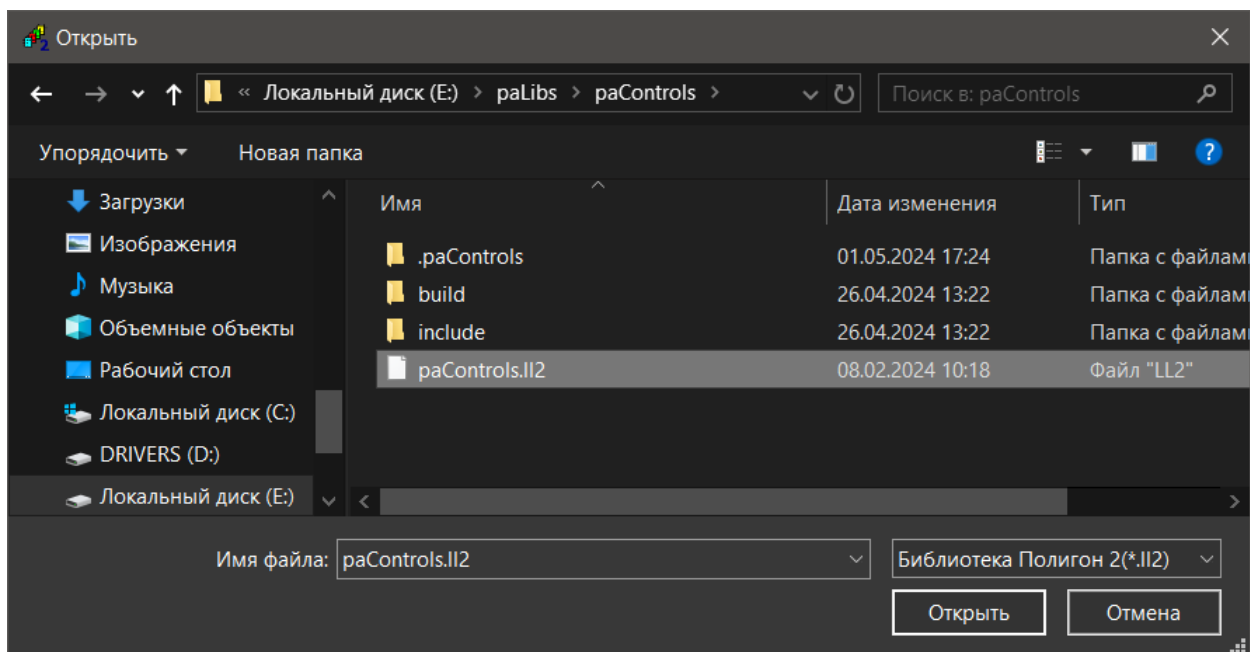 Открыть
« Локальный диск (E:) > paLibs > paControls >
Поиск в: paControls
Упорядочить Новая папка
Загрузки
Изображения
Музыка
Объемные объекты
Рабочий стол
Локальный диск (C:)
DRIVERS (D:)
Локальный диск (E:)
Имя Дата изменения Тип
.paControls 01.05.2024 17:24 Папка с файлами
build 26.04.2024 13:22 Папка с файлами
include 26.04.2024 13:22 Папка с файлами
paControls.ll2 08.02.2024 10:18 Файл "LL2"
Имя файла: paControls.ll2
Библиотека Полигон 2(*.ll2)
Открыть Отмена